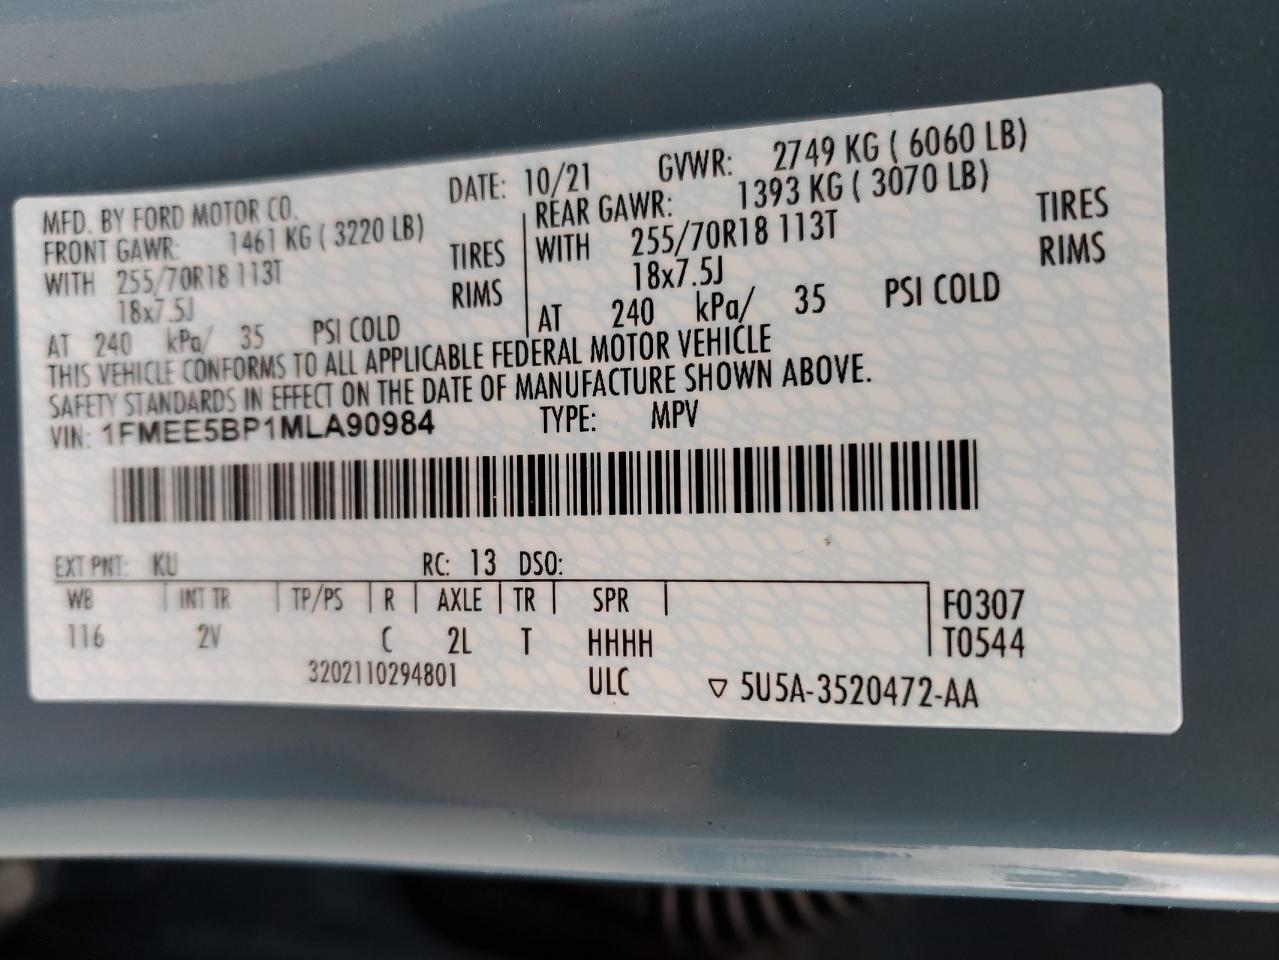 MFD. BY FORD MOTOR CO. DATE: 10/21 GVWR: 2749 KG ( 6060 LB)
FRONT GAWR: 1461 KG ( 3220 LB) REAR GAWR: 1393 KG ( 3070 LB)
WITH 255/70R18 113T TIRES WITH 255/70R18 113T TIRES
18x7.5J RIMS 18x7.5J RIMS
AT 240 kPa/ 35 PSI COLD AT 240 kPa/ 35 PSI COLD
THIS VEHICLE CONFORMS TO ALL APPLICABLE FEDERAL MOTOR VEHICLE
SAFETY STANDARDS IN EFFECT ON THE DATE OF MANUFACTURE SHOWN ABOVE.
VIN: 1FMEE5BP1MLA90984 TYPE: MPV
EXT PNT: KU RC: 13 DSO:
WB INT TR TP/PS R AXLE TR SPR F0307
116 2V C 2L T HHHH T0544
3202110294801 ULC ▽ 5U5A-3520472-AA